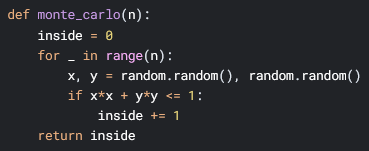 def monte_carlo(n):
    inside = 0
    for _ in range(n):
        x, y = random.random(), random.random()
        if x*x + y*y <= 1:
            inside += 1
    return inside